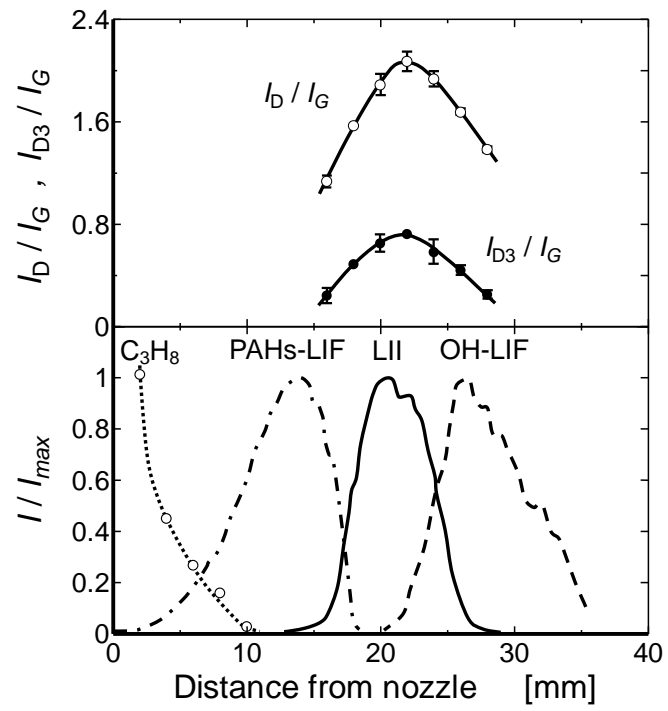 2.4
1.6
0.8
0
I_D / I_G , I_D3 / I_G
I_D / I_G
I_D3 / I_G
C₃H₈ PAHs-LIF LII OH-LIF
1
0.8
0.6
0.4
0.2
0
I / I_max
0 10 20 30 40
Distance from nozzle [mm]